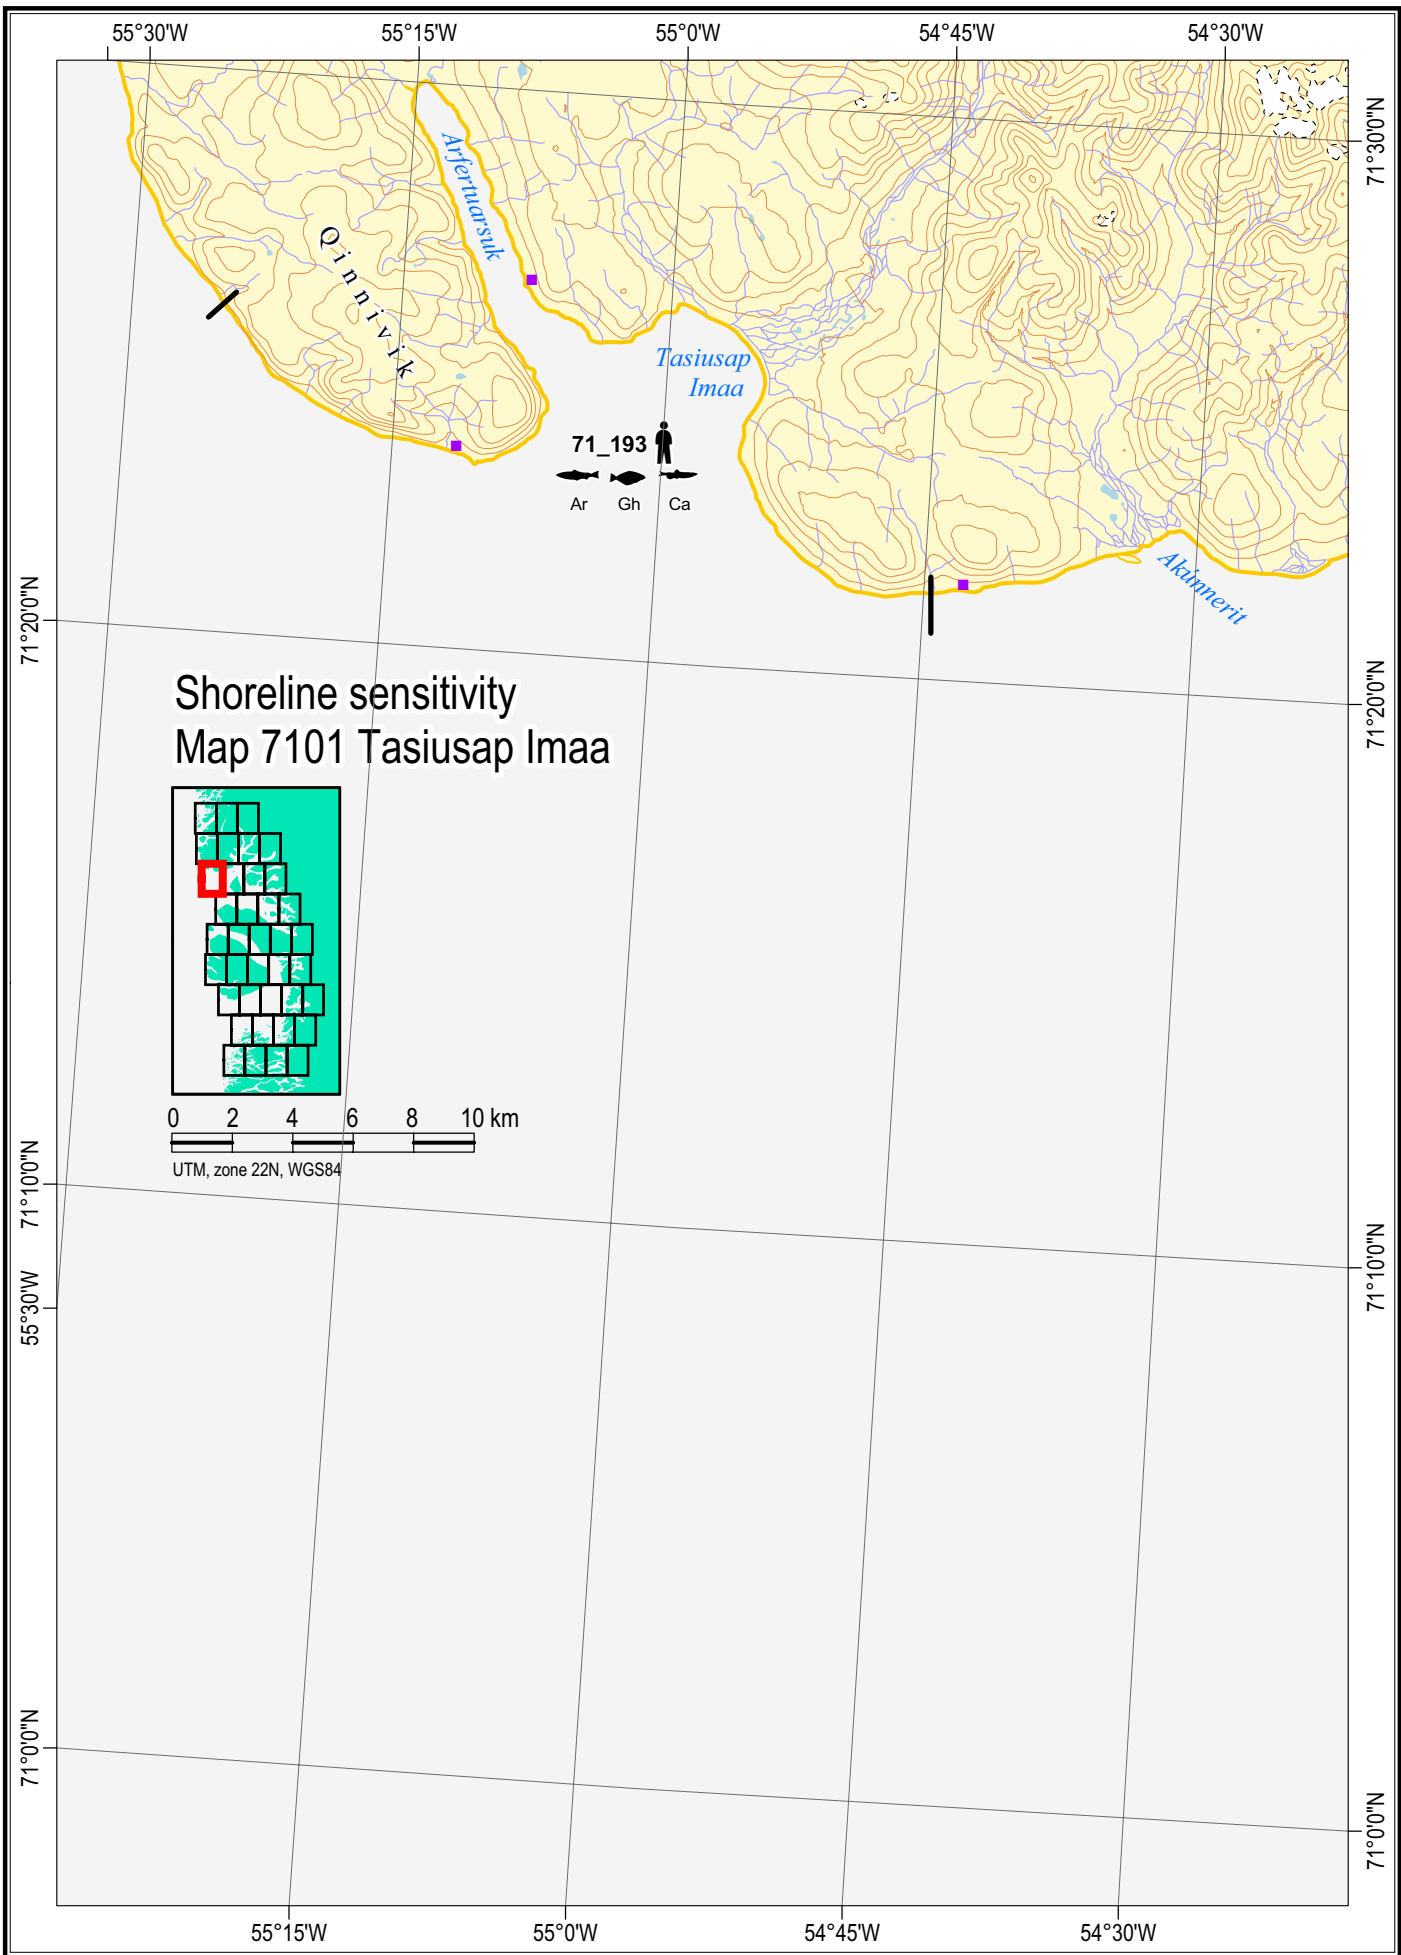 55°30'W 55°15'W 55°0'W 54°45'W 54°30'W
71°30'0"N
Arfertuarsuk
Qinnivik
Tasiusap
Imaa
71_193
Ar Gh Ca
Akúnnerit
71°20'0"N
71°20'0"N
Shoreline sensitivity
Map 7101 Tasiusap Imaa
0 2 4 6 8 10 km
UTM, zone 22N, WGS84
71°10'0"N
71°10'0"N
55°30'W
71°0'0"N
71°0'0"N
55°15'W 55°0'W 54°45'W 54°30'W